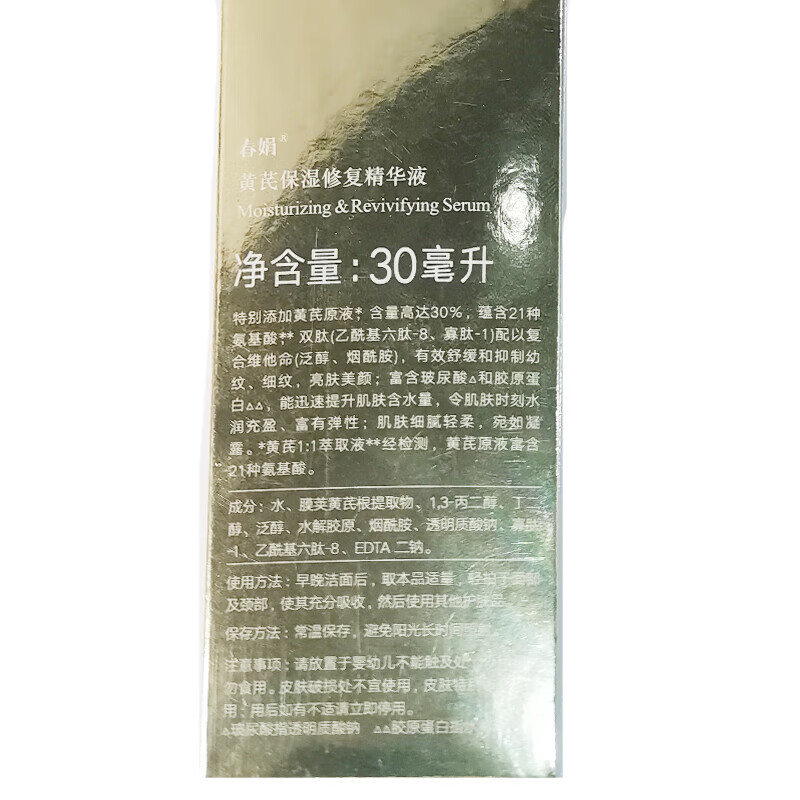 春娟®
黄芪保湿修复精华液
Moisturizing & Revivifying Serum
净含量:30毫升
特别添加黄芪原液*,含量高达30%,蕴含21种
氨基酸**,双肽(乙酰基六肽-8、寡肽-1)配以复
合维他命(泛醇、烟酰胺),有效舒缓和抑制幼
纹、细纹,亮肤美颜;富含玻尿酸△和胶原蛋
白△△,能迅速提升肌肤含水量,令肌肤时刻水
润充盈、富有弹性;肌肤细腻轻柔,宛如凝
露。*黄芪1:1萃取液**经检测,黄芪原液富含
21种氨基酸。
成分:水、膜荚黄芪根提取物、1,3-丙二醇、丁二
醇、泛醇、水解胶原、烟酰胺、透明质酸钠、寡肽
-1、乙酰基六肽-8、EDTA 二钠。
使用方法:早晚洁面后,取本品适量,轻拍于面部
及颈部,使其充分吸收,然后使用其他护肤品
保存方法:常温保存,避免阳光长时间
注意事项:请放置于婴幼儿不能触及处
勿食用。皮肤破损处不宜使用,皮肤特
用;用后如有不适请立即停用。
△玻尿酸指透明质酸钠 △△胶原蛋白指水